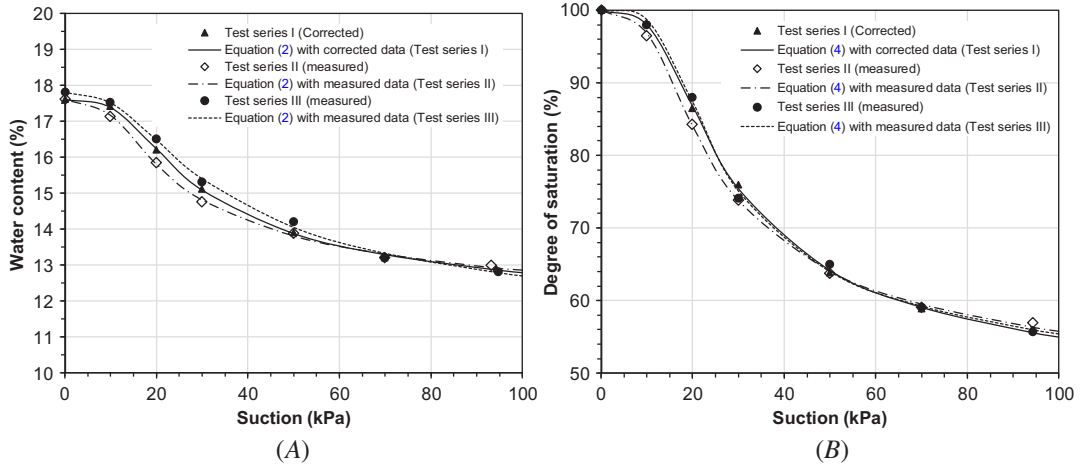 20
19
18
17
16
15
14
13
12
11
10
Water content (%)
Test series I (Corrected)
Equation (2) with corrected data (Test series I)
Test series II (measured)
Equation (2) with measured data (Test series II)
Test series III (measured)
Equation (2) with measured data (Test series III)
0 20 40 60 80 100
Suction (kPa)
(A)
100
90
80
70
60
50
Degree of saturation (%)
Test series I (Corrected)
Equation (4) with corrected data (Test series I)
Test series II (measured)
Equation (4) with measured data (Test series II)
Test series III (measured)
Equation (4) with measured data (Test series III)
0 20 40 60 80 100
Suction (kPa)
(B)